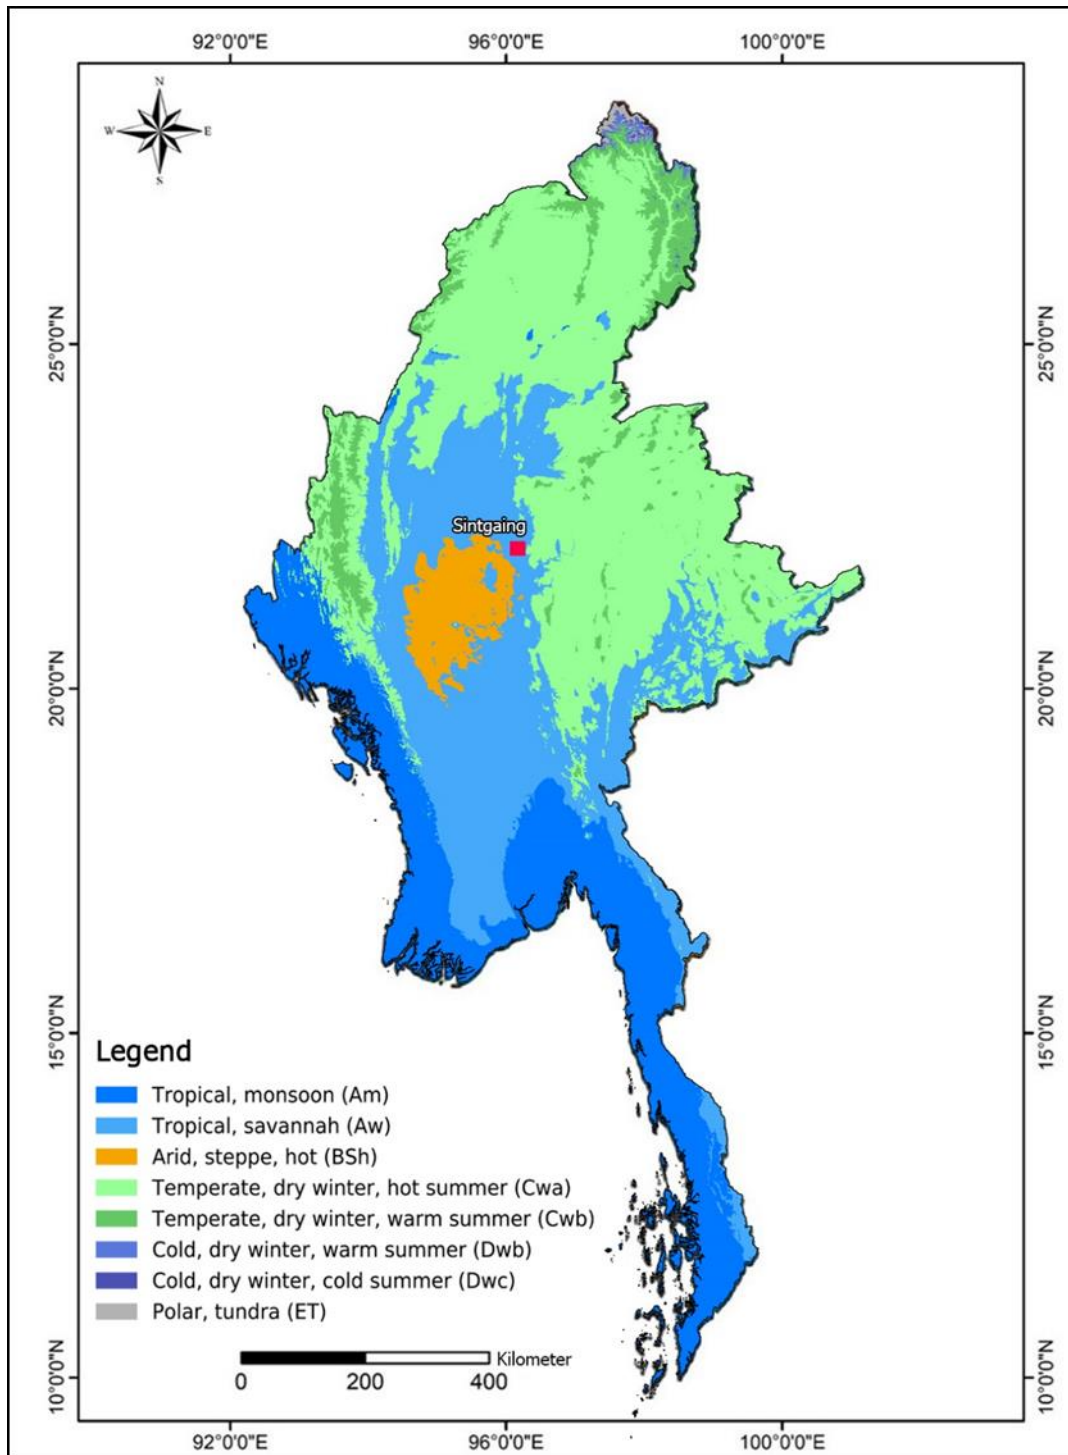 92°0'0"E 96°0'0"E 100°0'0"E
N
W E
S
25°0'0"N 25°0'0"N
Sintgaing
20°0'0"N 20°0'0"N
15°0'0"N 15°0'0"N
Legend
Tropical, monsoon (Am)
Tropical, savannah (Aw)
Arid, steppe, hot (BSh)
Temperate, dry winter, hot summer (Cwa)
Temperate, dry winter, warm summer (Cwb)
Cold, dry winter, warm summer (Dwb)
Cold, dry winter, cold summer (Dwc)
Polar, tundra (ET)
Kilometer
0 200 400
10°0'0"N 10°0'0"N
92°0'0"E 96°0'0"E 100°0'0"E